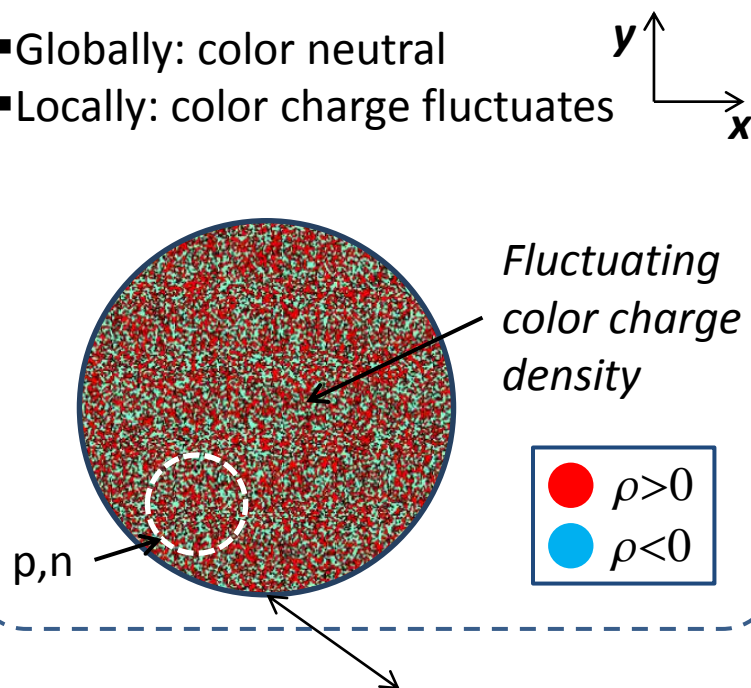 ▪Globally: color neutral
▪Locally: color charge fluctuates
y
x
Fluctuating
color charge
density
p,n
ρ>0
ρ<0